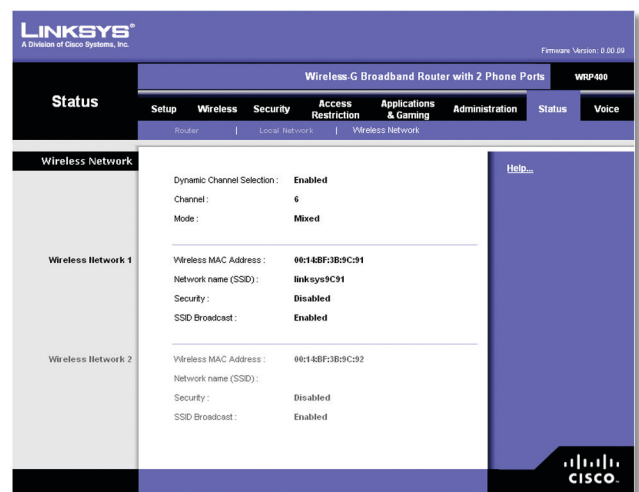 LINKSYS®
A Division of Cisco Systems, Inc.
Firmware Version: 0.00.09
Wireless-G Broadband Router with 2 Phone Ports WRP400
Status
Setup Wireless Security Access Restriction Applications & Gaming Administration Status Voice
Router | Local Network | Wireless Network
Wireless Network
Help...
Dynamic Channel Selection : Enabled
Channel : 6
Mode : Mixed
Wireless Network 1
Wireless MAC Address : 00:14:BF:3B:9C:91
Network name (SSID) : linksys9C91
Security : Disabled
SSID Broadcast : Enabled
Wireless Network 2
Wireless MAC Address : 00:14:BF:3B:9C:92
Network name (SSID) :
Security : Disabled
SSID Broadcast : Enabled
CISCO™